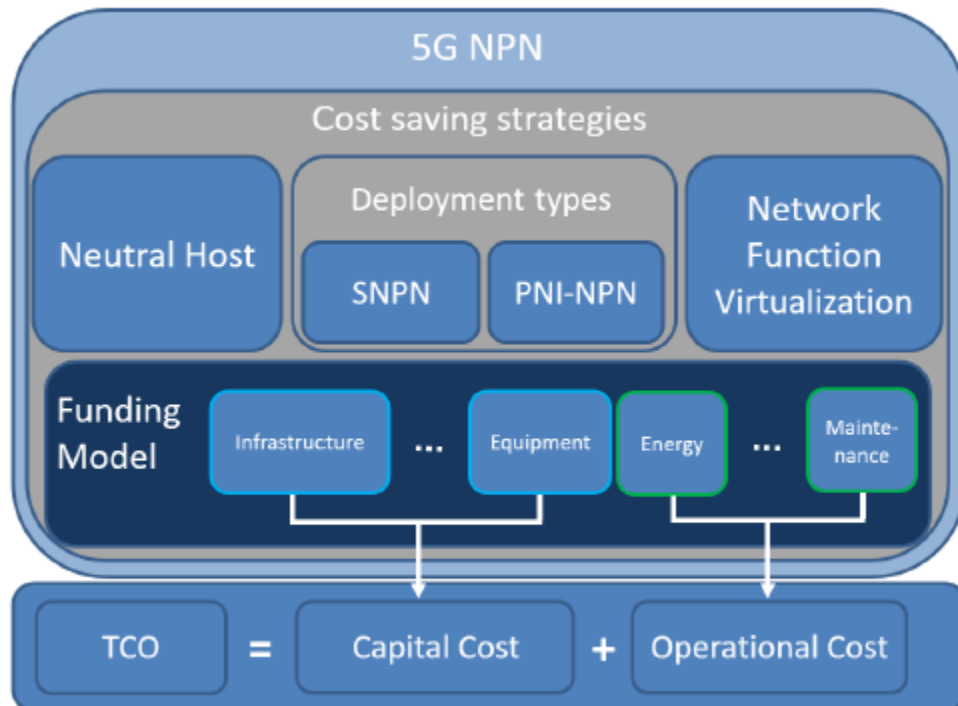 5G NPN
Cost saving strategies
Neutral Host
Deployment types
SNPN
PNI-NPN
Network
Function
Virtualization
Funding
Model
Infrastructure
...
Equipment
Energy
...
Mainte-
nance
TCO
=
Capital Cost
+
Operational Cost